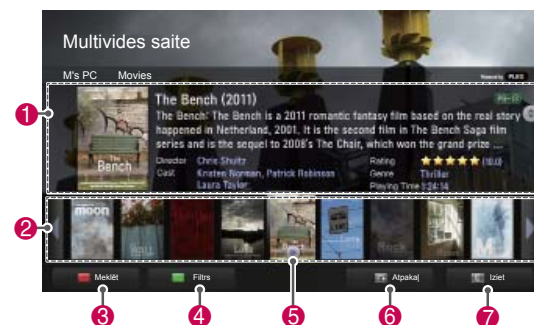 Multivides saite
M's PC Movies
Powered by PLEX
1
The Bench (2011)
The Bench: The Bench is a 2011 romantic fantasy film based on the real story
happened in Netherland, 2001. It is the second film in The Bench Saga film
series and is the sequel to 2008's The Chair, which won the grand prize ....
Director Chris Shultz Rating (10.0)
Cast Kristen Norman, Patrick Robinson Genre Thriller
Laura Taylor Playing Time 1:24:14
The
Bench
2
moon
Rock
Meklēt Filtrs Atpakaļ Iziet
3 4 5 6 7